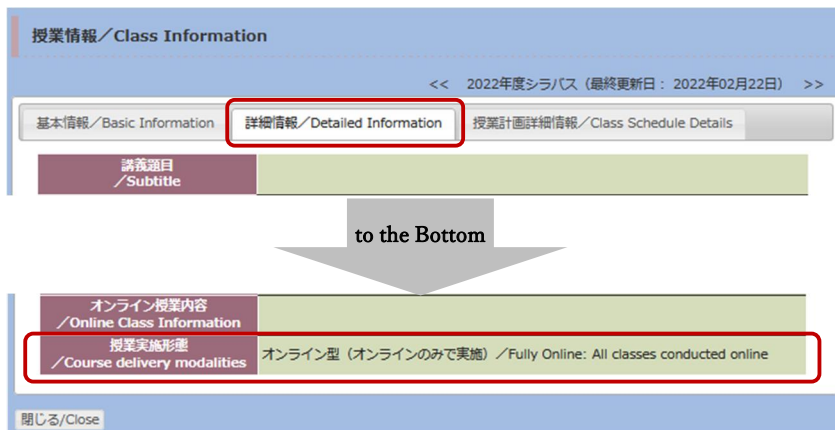 授業情報／Class Information
<< 2022年度シラバス（最終更新日： 2022年02月22日） >>
基本情報／Basic Information 詳細情報／Detailed Information 授業計画詳細情報／Class Schedule Details
講義題目
／Subtitle
to the Bottom
オンライン授業内容
／Online Class Information
授業実施形態
／Course delivery modalities
オンライン型（オンラインのみで実施）／Fully Online: All classes conducted online
閉じる/Close